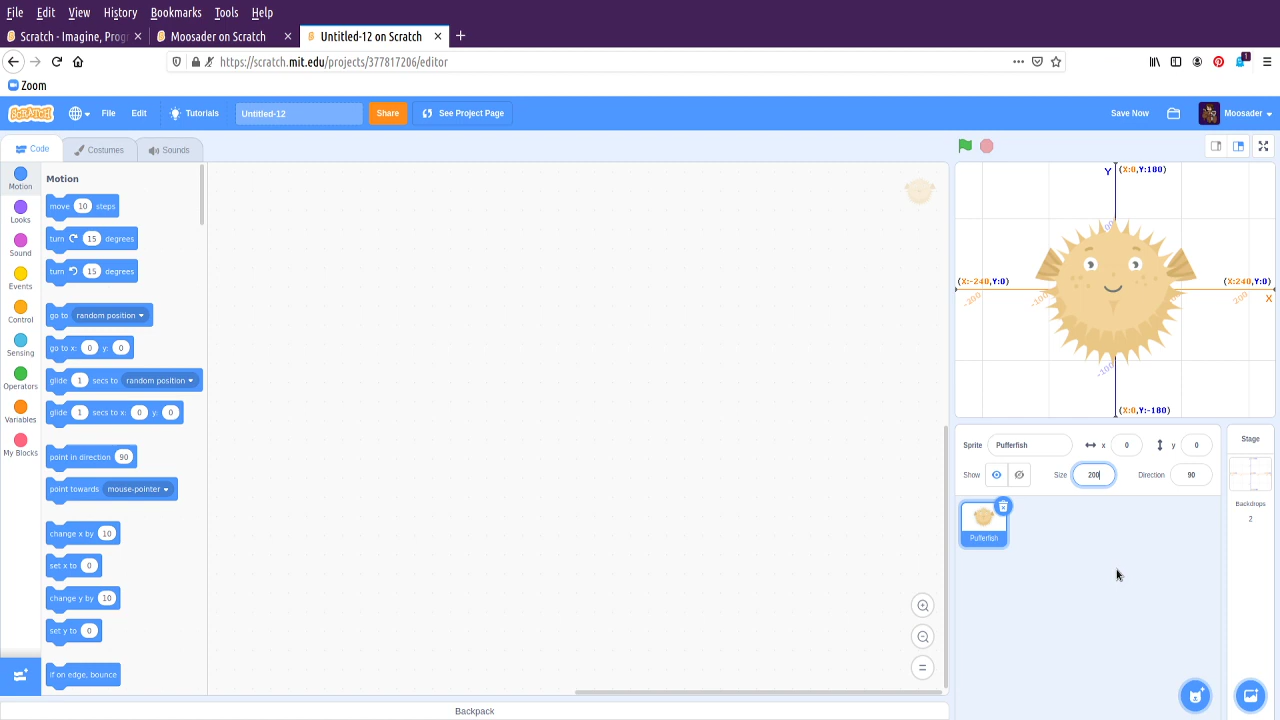 File Edit View History Bookmarks Tools Help
Scratch - Imagine, Prog Moosader on Scratch Untitled-12 on Scratch
https://scratch.mit.edu/projects/377817206/editor
Zoom
SCRATCH File Edit Tutorials Untitled-12 Share See Project Page Save Now Moosader
Code Costumes Sounds
Motion
Looks
Sound
Events
Control
Sensing
Operators
Variables
My Blocks
Motion
move 10 steps
turn 15 degrees
turn 15 degrees
go to random position
go to x: 0 y: 0
glide 1 secs to random position
glide 1 secs to x: 0 y: 0
point in direction 90
point towards mouse-pointer
change x by 10
set x to 0
change y by 10
set y to 0
if on edge, bounce
Backpack
Y (X:0,Y:180)
(X:-240,Y:0) (X:240,Y:0)
-200 -100 200 X
-100
(X:0,Y:-180)
Sprite Pufferfish x 0 y 0
Show Size 200 Direction 90
Pufferfish
Stage
Backdrops
2